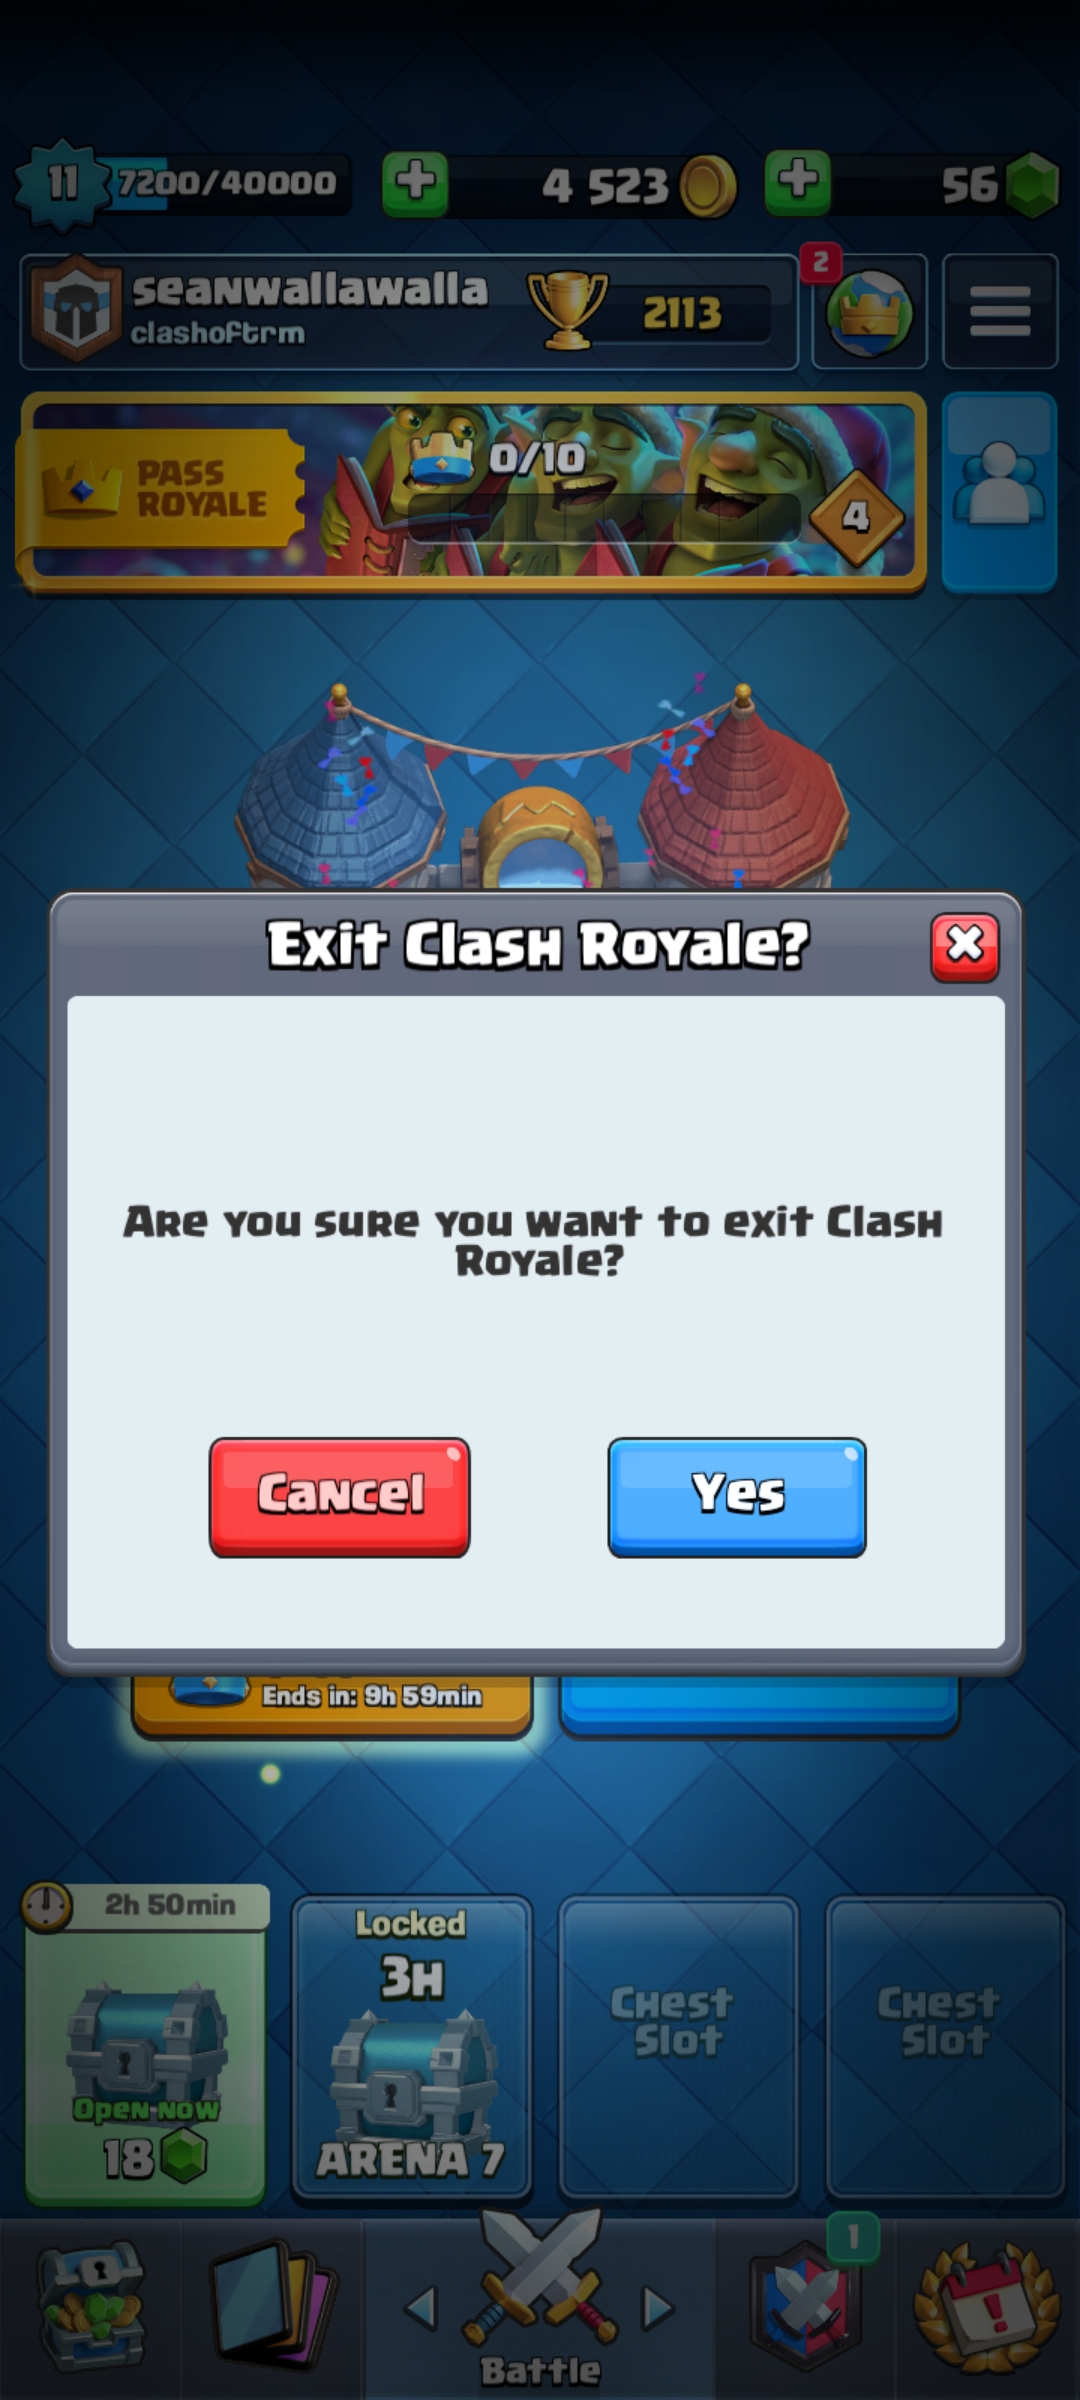 11
7200/40000
4 523
56
seanwallawalla
clashoftrm
2113
2
PASS
ROYALE
0/10
4
Exit Clash Royale?
Are you sure you want to exit Clash
Royale?
Cancel
Yes
Ends in: 9h 59min
2h 50min
Open now
18
Locked
3H
ARENA 7
Chest
Slot
Chest
Slot
1
Battle